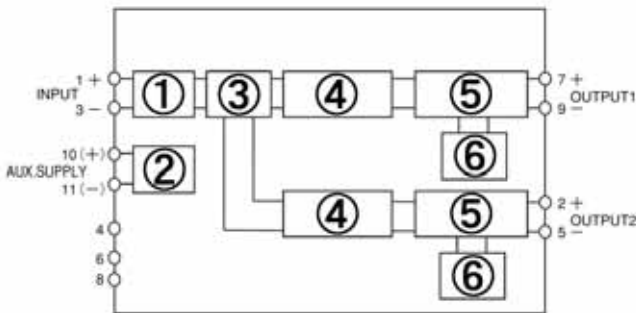 1 + ① ③ ④ ⑤ 7 +
INPUT OUTPUT1
3 − 9 −
⑥
10 (+) ②
AUX.SUPPLY
11 (−)
④ ⑤ 2 +
OUTPUT2
4 5 −
6 ⑥
8